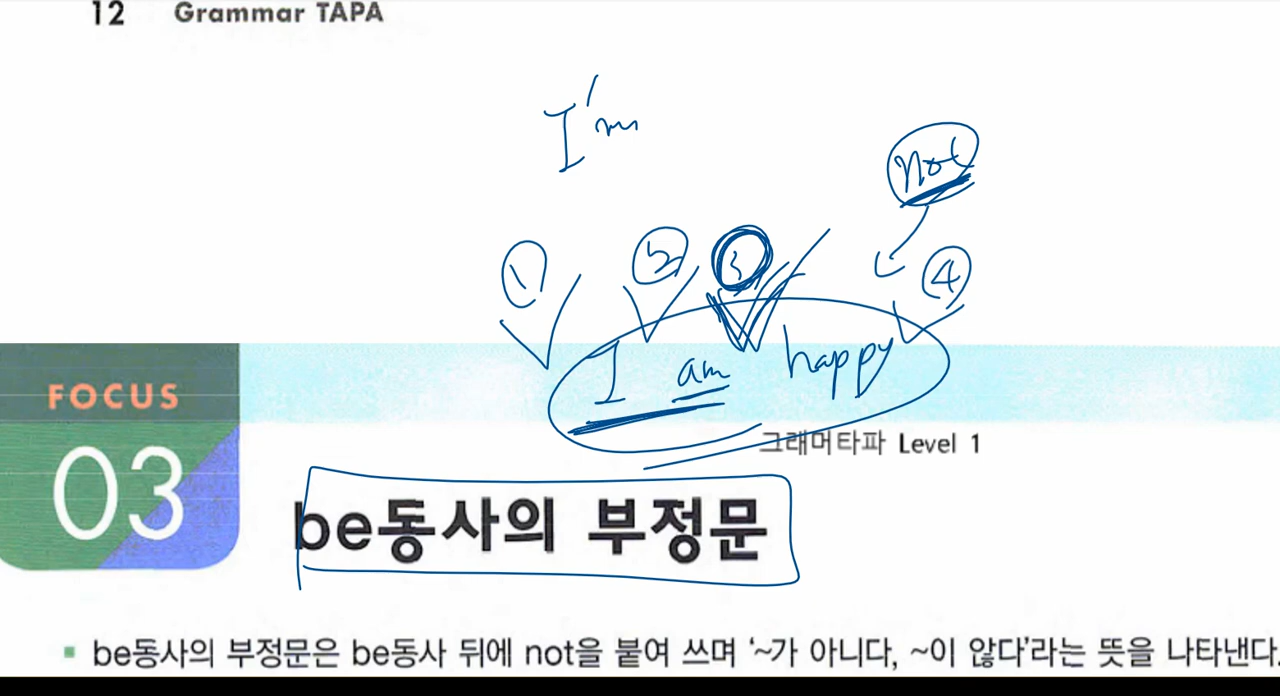 12 Grammar TAPA
I'm
not
① ② ③ ④
I am happy
FOCUS
03
그래머타파 Level 1
be동사의 부정문
be동사의 부정문은 be동사 뒤에 not을 붙여 쓰며 '~가 아니다, ~이 않다'라는 뜻을 나타낸다.